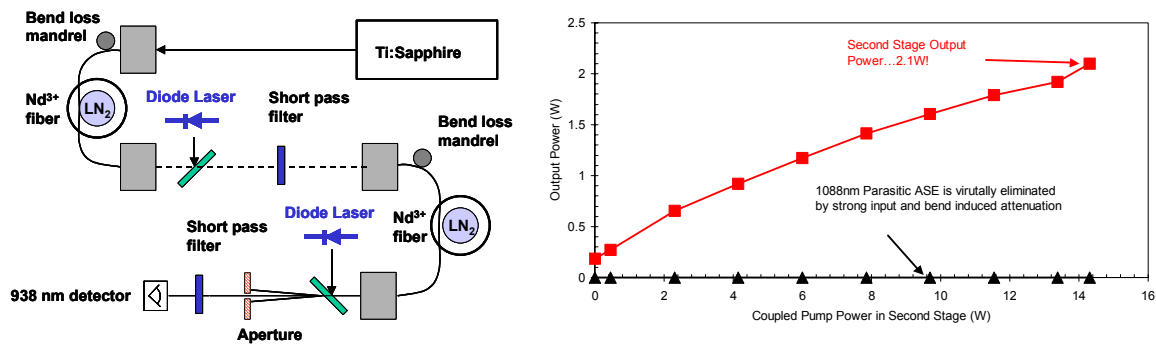 Bend loss
mandrel
Ti:Sapphire
Nd3+
fiber
LN2
Diode Laser
Short pass
filter
Bend loss
mandrel
Nd3+
fiber
LN2
Diode Laser
Short pass
filter
938 nm detector
Aperture
2.5
2
1.5
1
0.5
0
Output Power (W)
Second Stage Output
Power…2.1W!
1088nm Parasitic ASE is virutally eliminated
by strong input and bend induced attenuation
0 2 4 6 8 10 12 14 16
Coupled Pump Power in Second Stage (W)